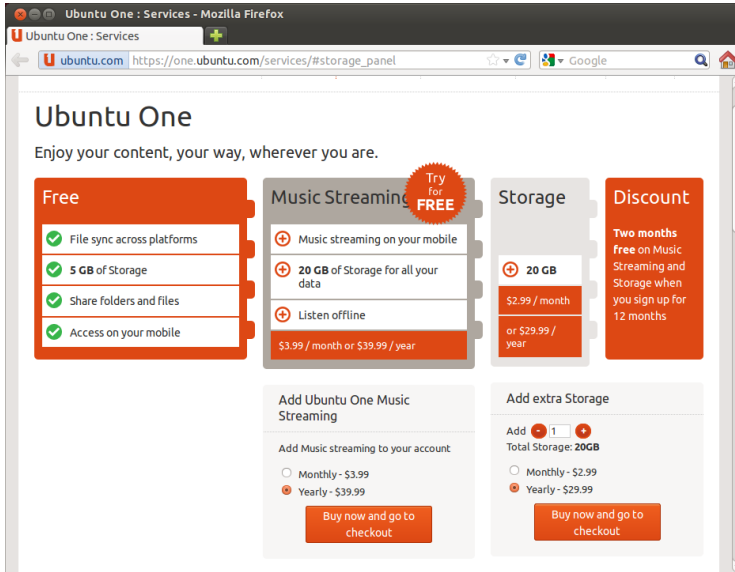 Ubuntu One : Services - Mozilla Firefox
Ubuntu One : Services
ubuntu.com https://one.ubuntu.com/services/#storage_panel
Google
Ubuntu One
Enjoy your content, your way, wherever you are.
Free
File sync across platforms
5 GB of Storage
Share folders and files
Access on your mobile
Music Streaming
Try
for
FREE
Music streaming on your mobile
20 GB of Storage for all your
data
Listen offline
$3.99 / month or $39.99 / year
Storage
20 GB
$2.99 / month
or $29.99 /
year
Discount
Two months
free on Music
Streaming and
Storage when
you sign up for
12 months
Add Ubuntu One Music
Streaming
Add Music streaming to your account
Monthly - $3.99
Yearly - $39.99
Buy now and go to
checkout
Add extra Storage
Add - 1 +
Total Storage: 20GB
Monthly - $2.99
Yearly - $29.99
Buy now and go to
checkout